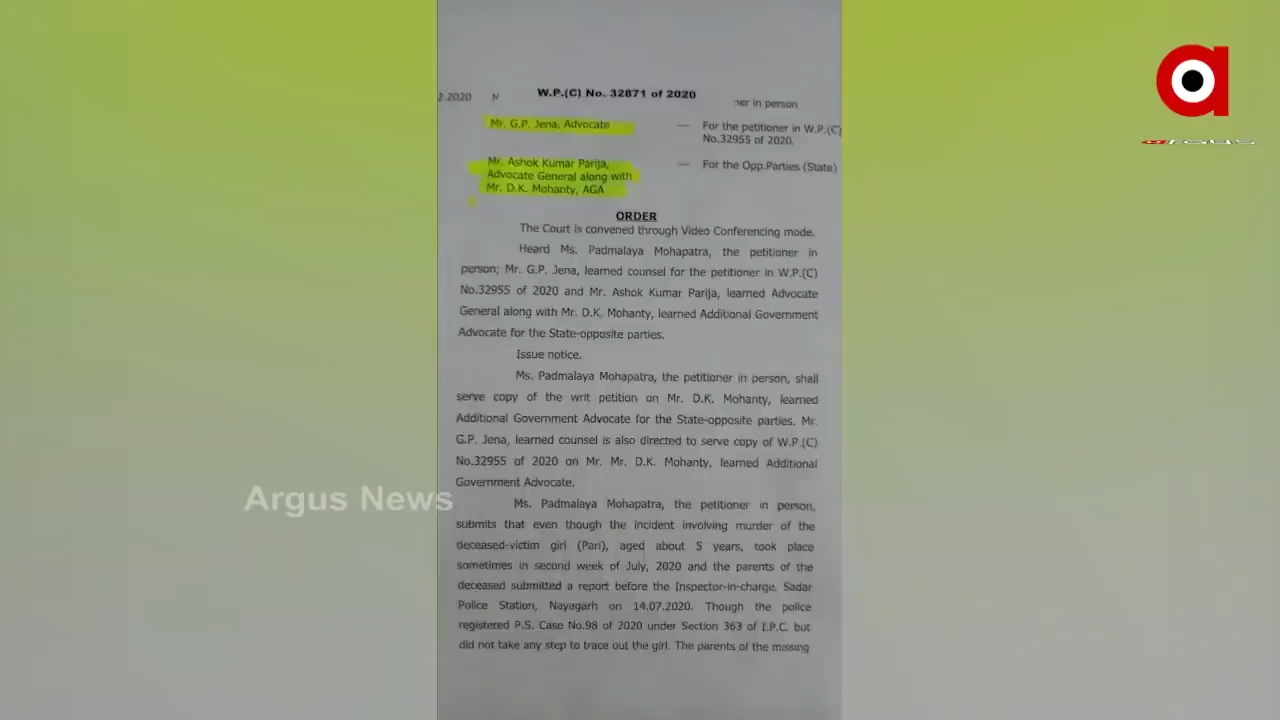 W.P.(C) No. 32871 of 2020
2.2020 N
ner in person
Mr. G.P. Jena, Advocate — For the petitioner in W.P.(C)
No.32955 of 2020.
Mr. Ashok Kumar Parija, — For the Opp.Parties (State)
Advocate General along with
Mr. D.K. Mohanty, AGA
ORDER
The Court is convened through Video Conferencing mode.
Heard Ms. Padmalaya Mohapatra, the petitioner in
person; Mr. G.P. Jena, learned counsel for the petitioner in W.P.(C)
No.32955 of 2020 and Mr. Ashok Kumar Parija, learned Advocate
General along with Mr. D.K. Mohanty, learned Additional Government
Advocate for the State-opposite parties.
Issue notice.
Ms. Padmalaya Mohapatra, the petitioner in person, shall
serve copy of the writ petition on Mr. D.K. Mohanty, learned
Additional Government Advocate for the State-opposite parties. Mr.
G.P. Jena, learned counsel is also directed to serve copy of W.P.(C)
No.32955 of 2020 on Mr. Mr. D.K. Mohanty, learned Additional
Government Advocate.
Ms. Padmalaya Mohapatra, the petitioner in person,
submits that even though the incident involving murder of the
deceased-victim girl (Pari), aged about 5 years, took place
sometimes in second week of July, 2020 and the parents of the
deceased submitted a report before the Inspector-in-charge, Sadar
Police Station, Nayagarh on 14.07.2020. Though the police
registered P.S. Case No.98 of 2020 under Section 363 of I.P.C. but
did not take any step to trace out the girl. The parents of the missing
Argus News
a